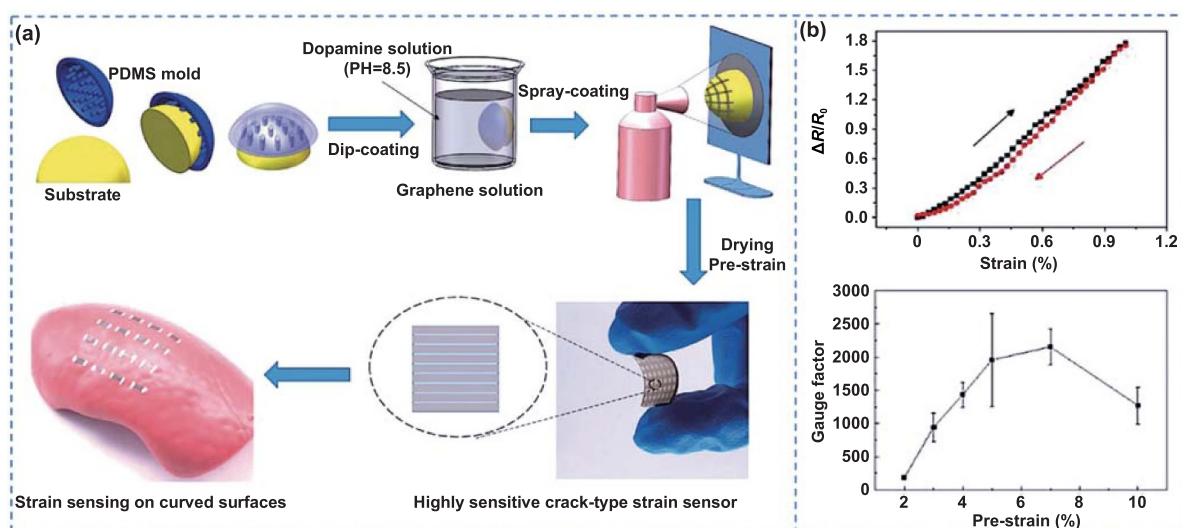 (a)
PDMS mold
Substrate
Dip-coating
Dopamine solution
(PH=8.5)
Graphene solution
Spray-coating
Drying
Pre-strain
Strain sensing on curved surfaces
Highly sensitive crack-type strain sensor
(b)
ΔR/R0
1.8
1.5
1.2
0.9
0.6
0.3
0.0
0 0.3 0.6 0.9 1.2
Strain (%)
Gauge factor
3000
2500
2000
1500
1000
500
0
2 4 6 8 10
Pre-strain (%)